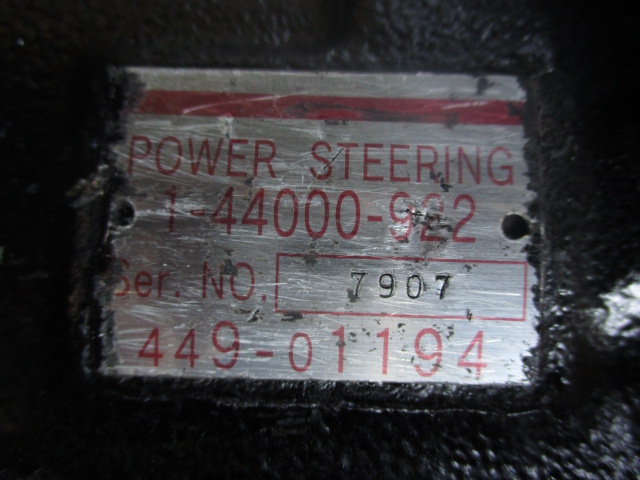 POWER STEERING
1-44000-922
Ser. NO. 7907
449-01194